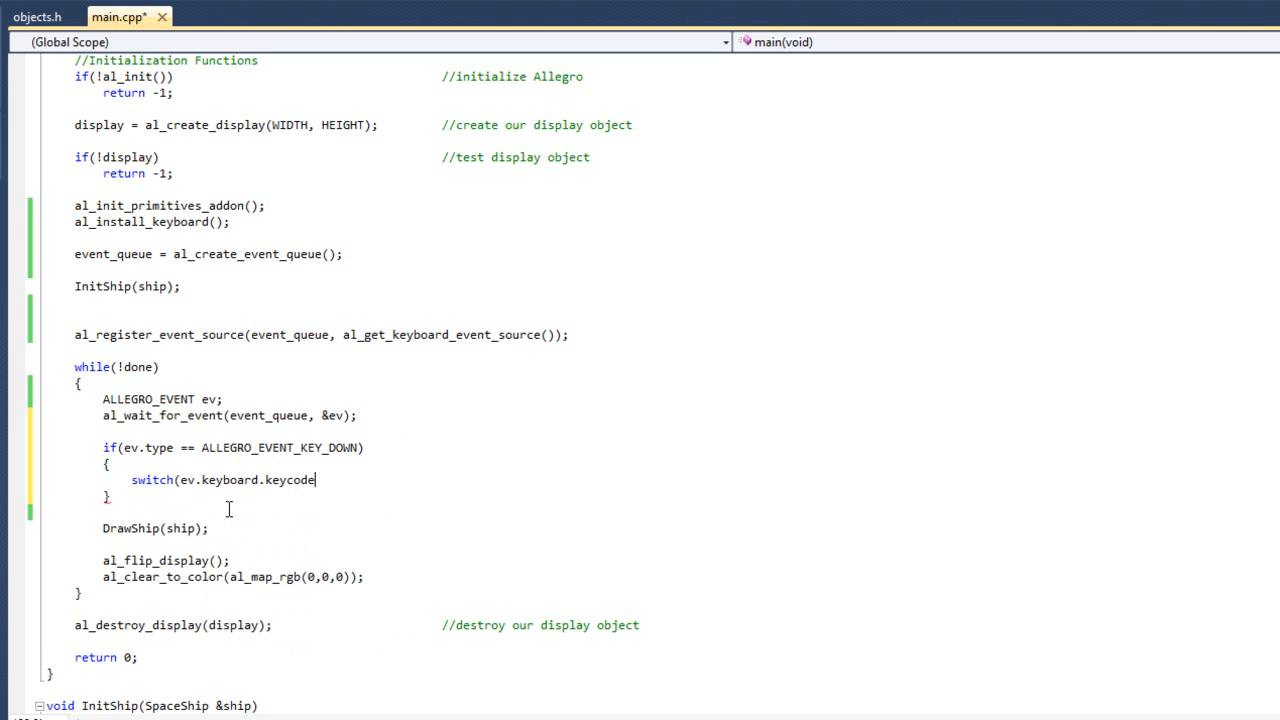 objects.h main.cpp*
(Global Scope) main(void)
//Initialization Functions
if(!al_init()) //initialize Allegro
return -1;
display = al_create_display(WIDTH, HEIGHT); //create our display object
if(!display) //test display object
return -1;
al_init_primitives_addon();
al_install_keyboard();
event_queue = al_create_event_queue();
InitShip(ship);
al_register_event_source(event_queue, al_get_keyboard_event_source());
while(!done)
{
ALLEGRO_EVENT ev;
al_wait_for_event(event_queue, &ev);
if(ev.type == ALLEGRO_EVENT_KEY_DOWN)
{
switch(ev.keyboard.keycode
}
DrawShip(ship);
al_flip_display();
al_clear_to_color(al_map_rgb(0,0,0));
}
al_destroy_display(display); //destroy our display object
return 0;
}
void InitShip(SpaceShip &ship)